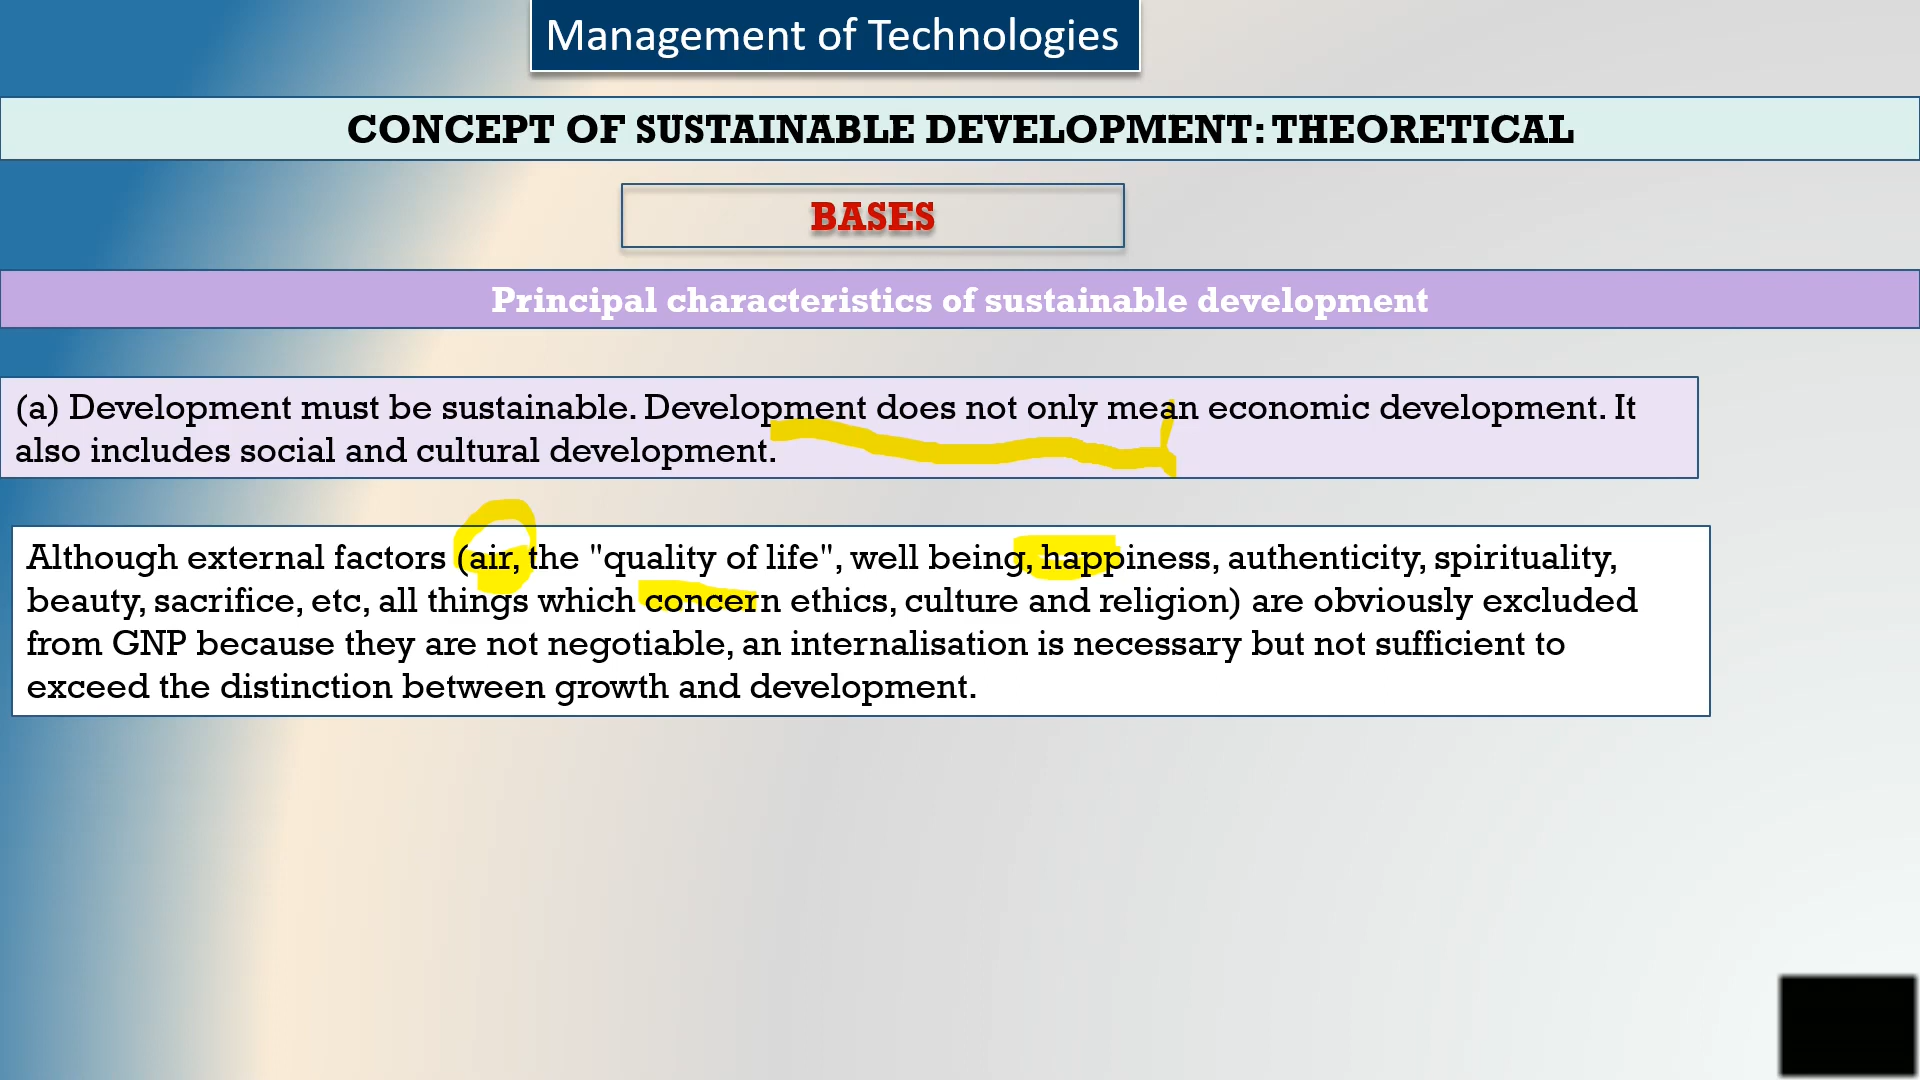 Management of Technologies
CONCEPT OF SUSTAINABLE DEVELOPMENT: THEORETICAL
BASES
Principal characteristics of sustainable development
(a) Development must be sustainable. Development does not only mean economic development. It
also includes social and cultural development.
Although external factors (air, the "quality of life", well being, happiness, authenticity, spirituality,
beauty, sacrifice, etc, all things which concern ethics, culture and religion) are obviously excluded
from GNP because they are not negotiable, an internalisation is necessary but not sufficient to
exceed the distinction between growth and development.